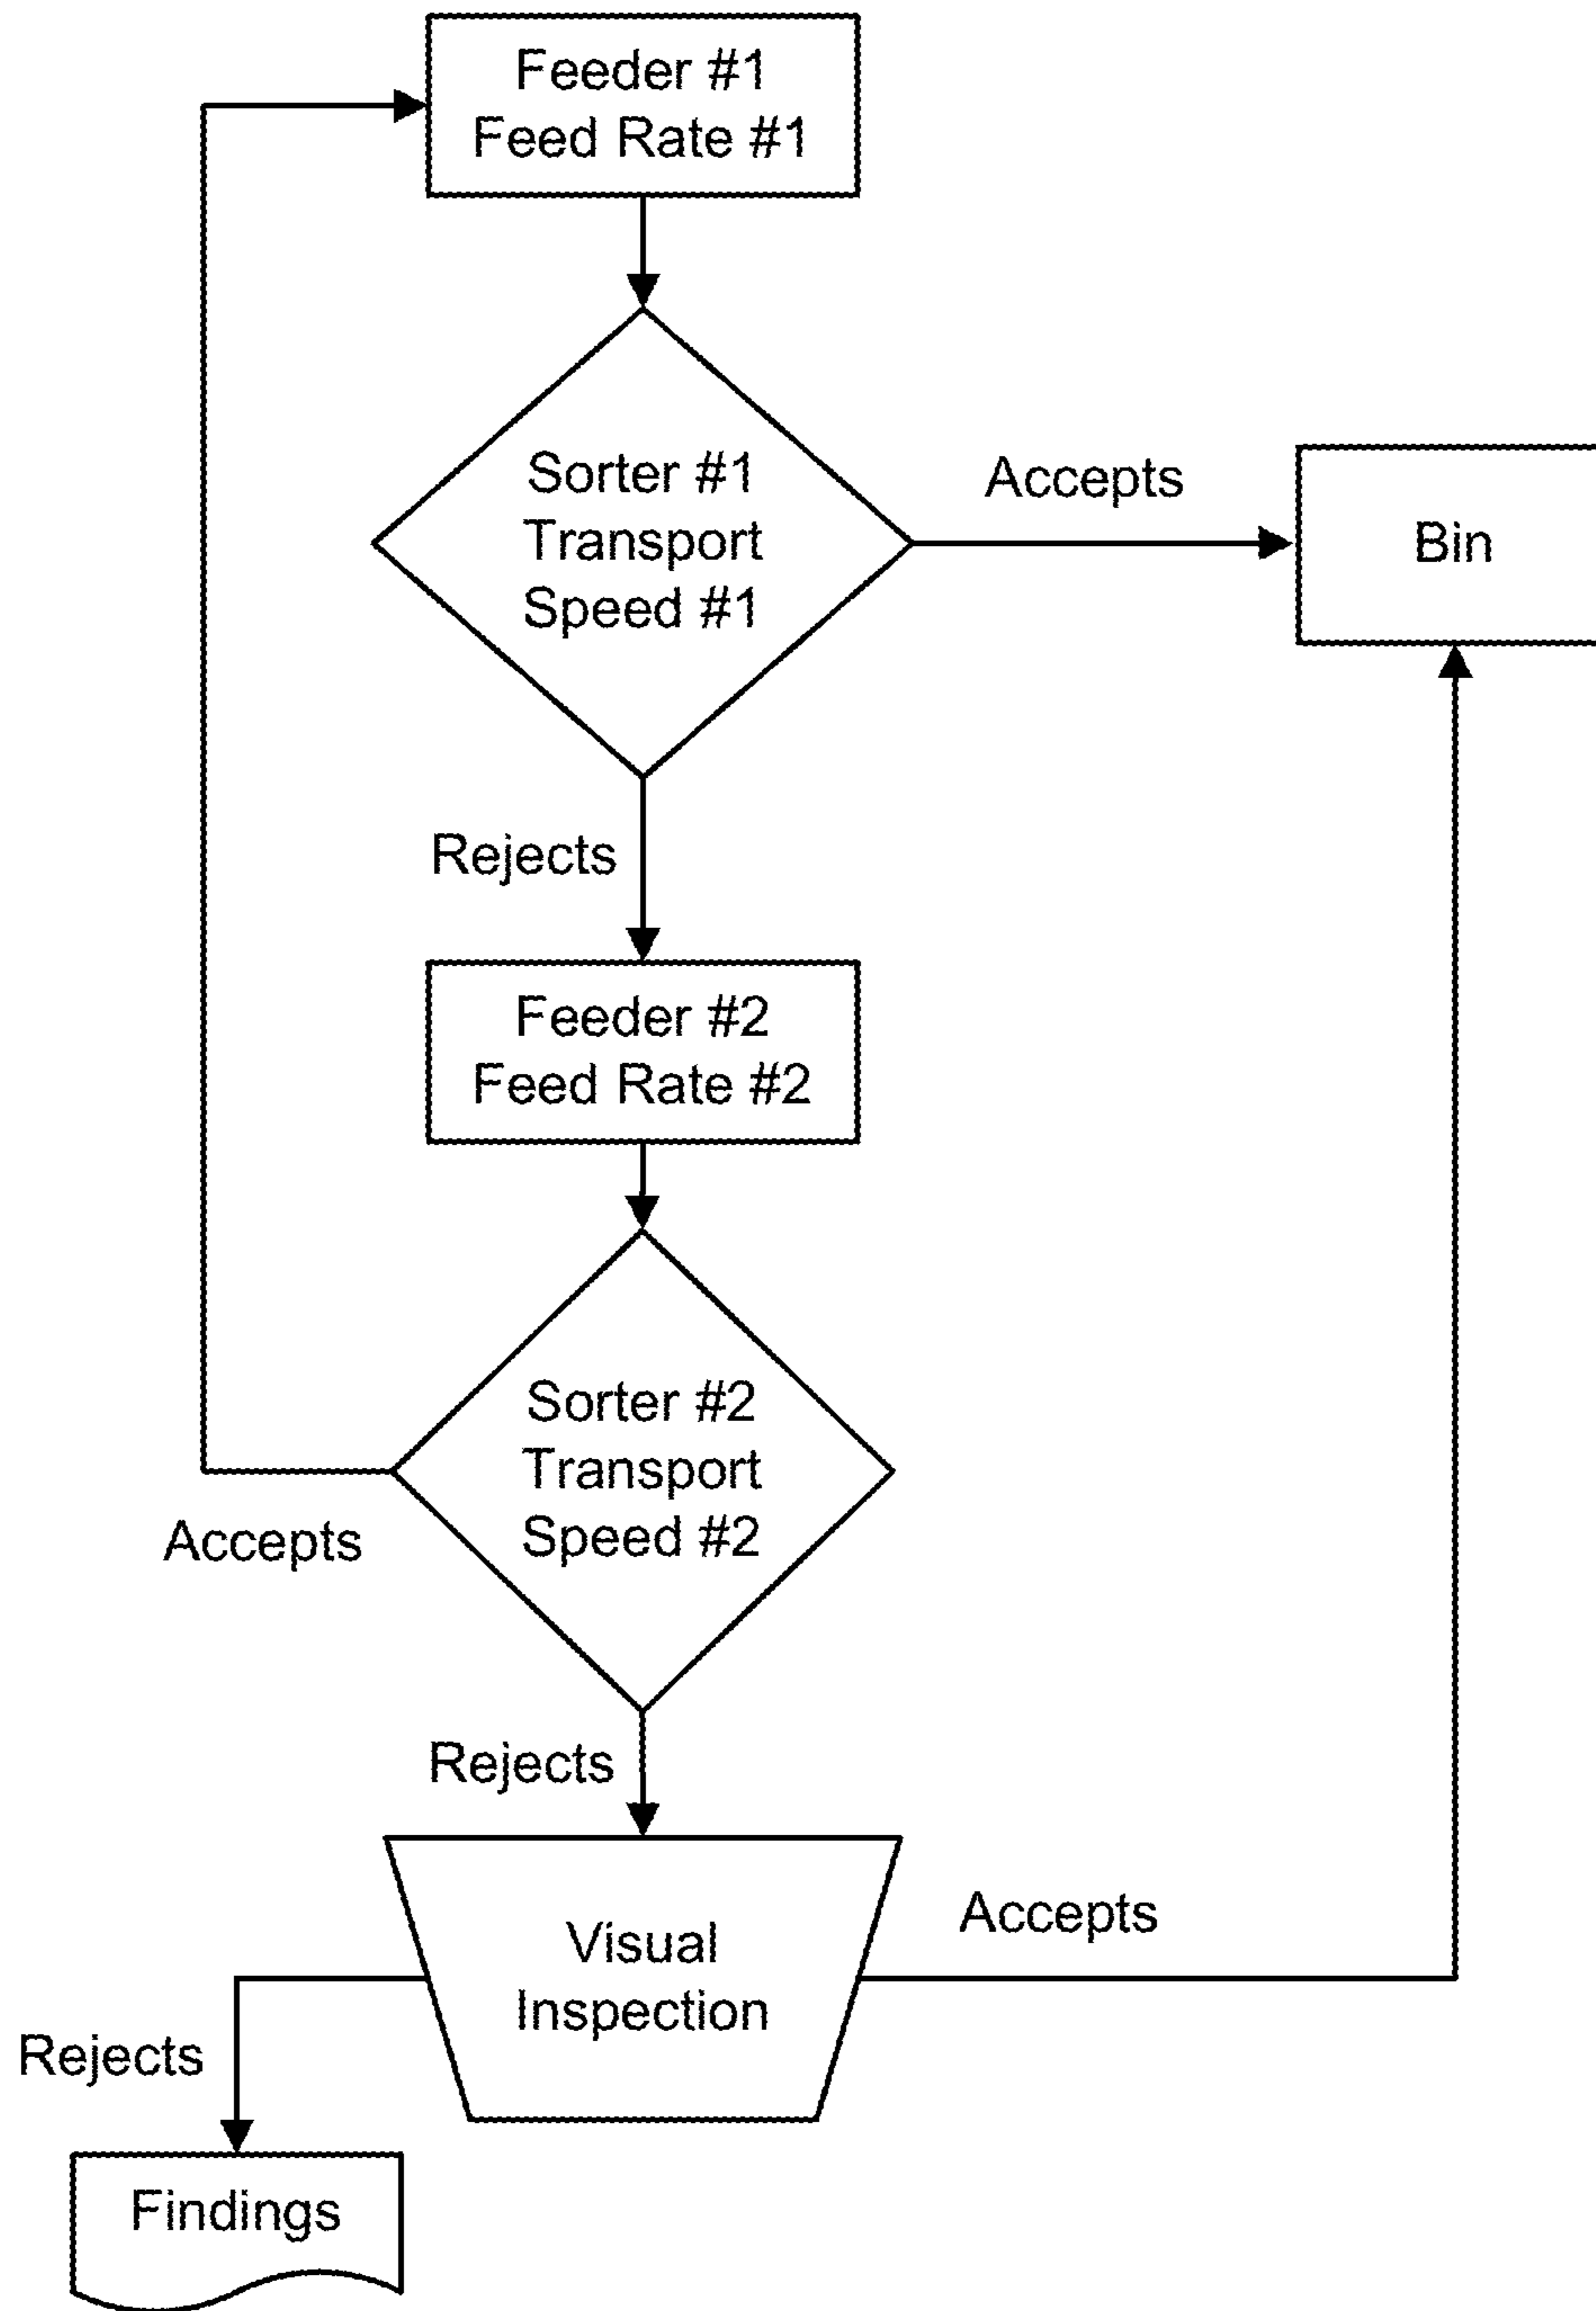 Feeder #1
Feed Rate #1
Sorter #1
Transport
Speed #1
Accepts
Bin
Rejects
Feeder #2
Feed Rate #2
Sorter #2
Transport
Speed #2
Accepts
Rejects
Visual
Inspection
Accepts
Rejects
Findings